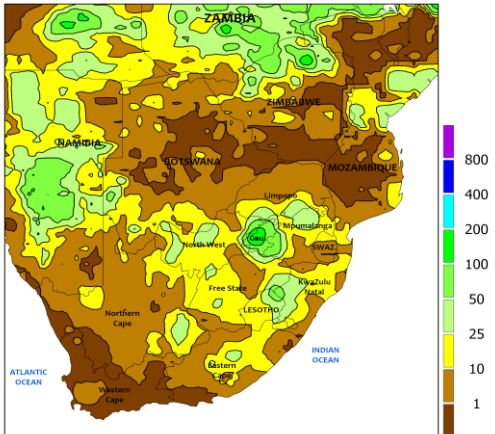 ZAMBIA
ZIMBABWE
NAMIBIA
BOTSWANA
MOZAMBIQUE
Limpopo
Mpumalanga
Gau.
North West
SWAZ.
Free State
KwaZulu
Natal
LESOTHO
Northern
Cape
INDIAN
OCEAN
Eastern
Cape
ATLANTIC
OCEAN
Western
Cape
800
400
200
100
50
25
10
1